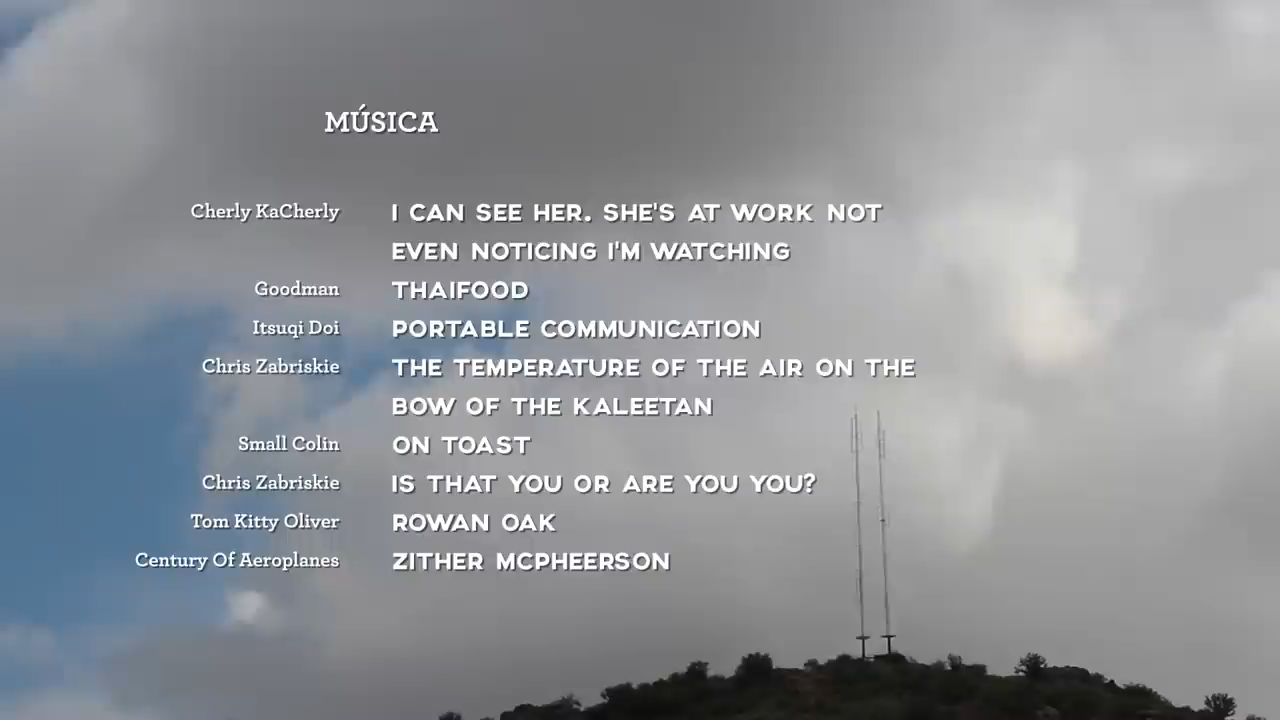 MÚSICA
Cherly KaCherly I CAN SEE HER. SHE'S AT WORK NOT
EVEN NOTICING I'M WATCHING
Goodman THAIFOOD
Itsuqi Doi PORTABLE COMMUNICATION
Chris Zabriskie THE TEMPERATURE OF THE AIR ON THE
BOW OF THE KALEETAN
Small Colin ON TOAST
Chris Zabriskie IS THAT YOU OR ARE YOU YOU?
Tom Kitty Oliver ROWAN OAK
Century Of Aeroplanes ZITHER MCPHEERSON